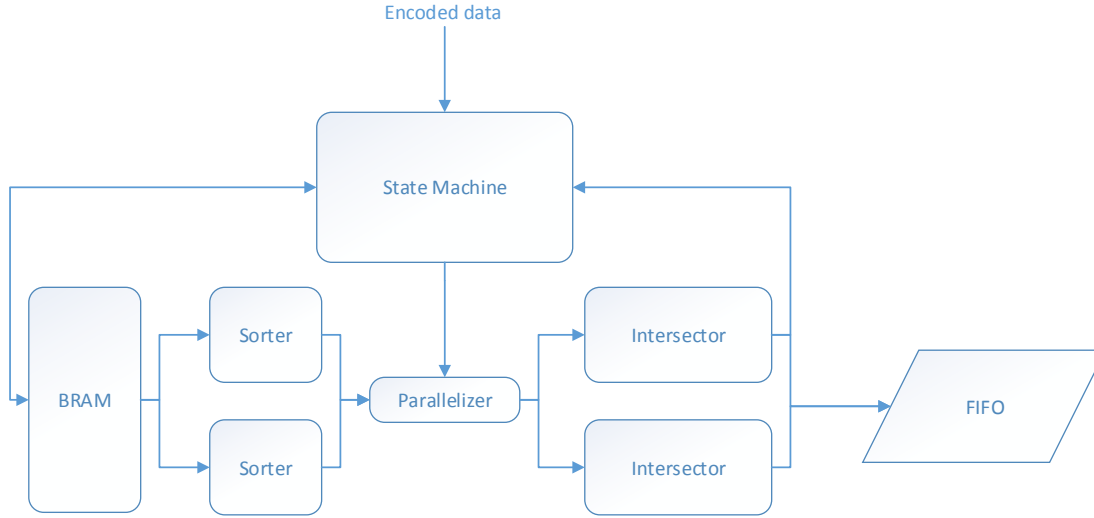 Encoded data
State Machine
Sorter
Intersector
BRAM
Parallelizer
FIFO
Sorter
Intersector